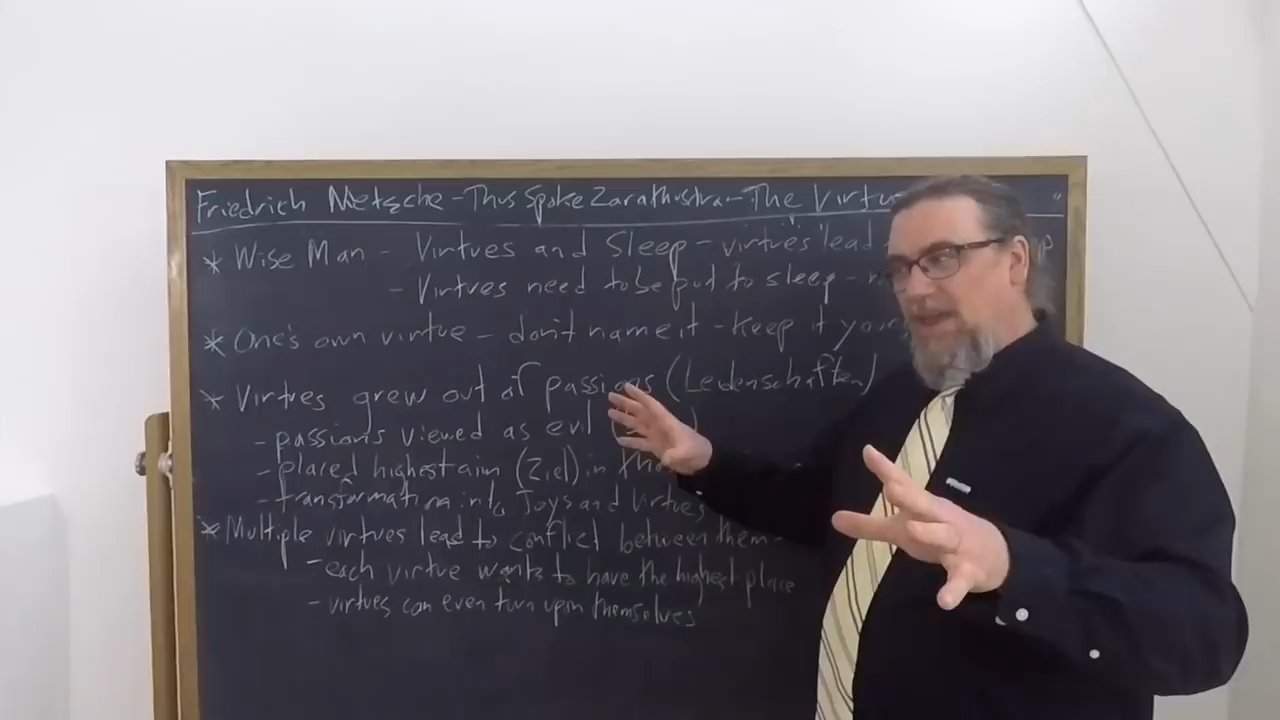 Friedrich Nietzsche - Thus Spoke Zarathustra - The Virtu "
* Wise Man - Virtues and Sleep - virtues lead
- Virtues need to be put to sleep -
* One's own virtue - don't name it - Keep it your
* Virtues grew out of passions (Leidenschaften)
- passions viewed as evil
- placed highest aim (Ziel) in tho
- transformation into Joys and Virtues
* Multiple virtues lead to conflict between them -
- each virtue wants to have the highest place
- virtues can even turn upon themselves